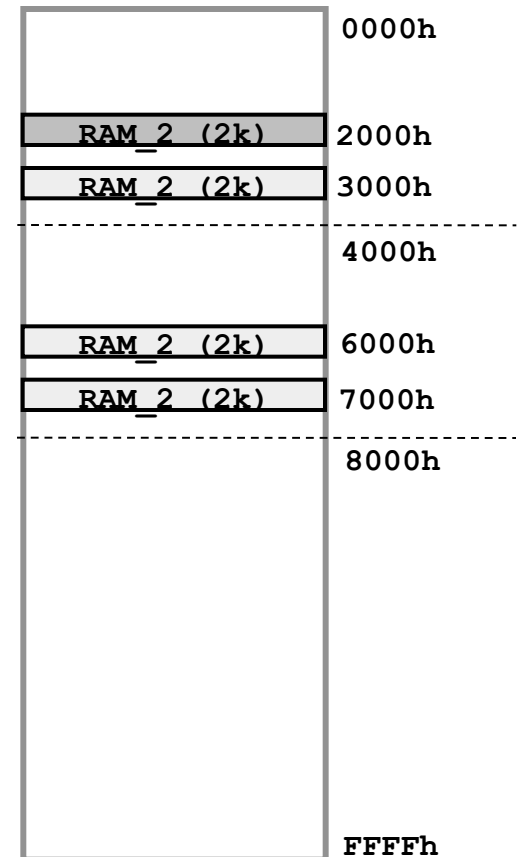 0000h
RAM_2 (2k) 2000h
RAM_2 (2k) 3000h
4000h
RAM_2 (2k) 6000h
RAM_2 (2k) 7000h
8000h
FFFFh